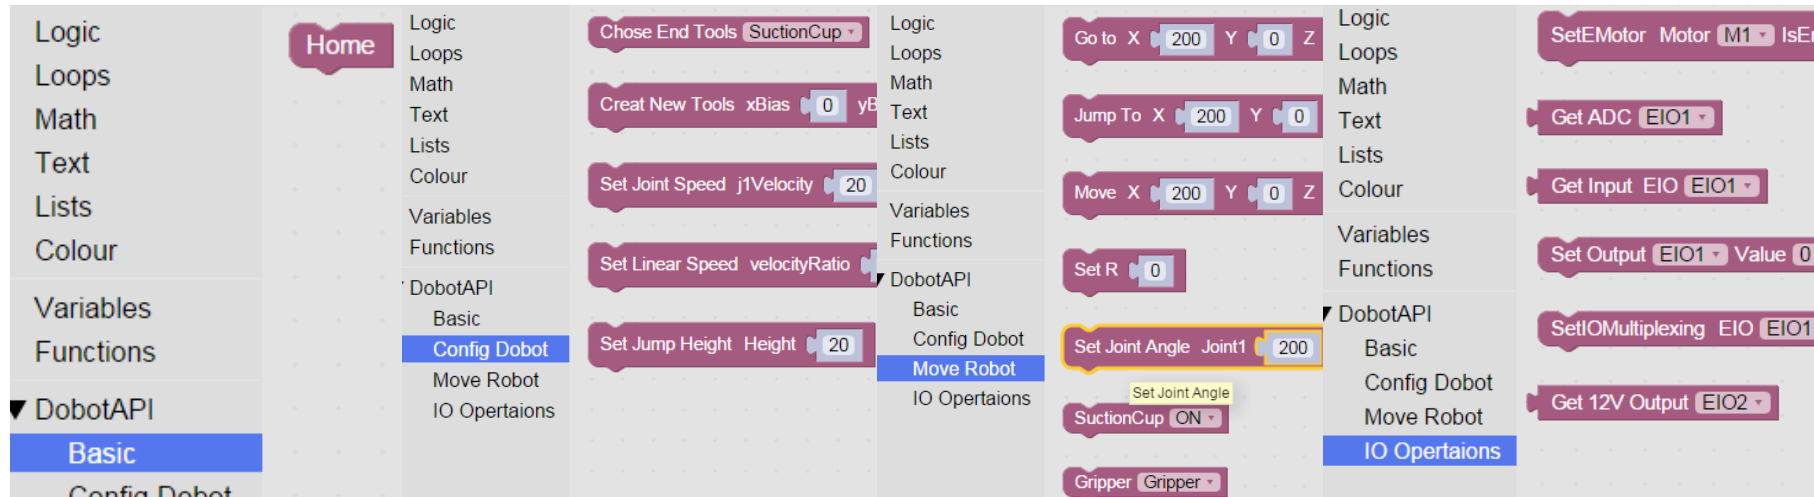 Logic
Loops
Math
Text
Lists
Colour
Variables
Functions
DobotAPI
Basic
Config Dobot
Home
Logic
Loops
Math
Text
Lists
Colour
Variables
Functions
DobotAPI
Basic
Config Dobot
Move Robot
IO Opertaions
Chose End Tools SuctionCup
Creat New Tools xBias 0 yB
Set Joint Speed j1Velocity 20
Set Linear Speed velocityRatio
Set Jump Height Height 20
Logic
Loops
Math
Text
Lists
Colour
Variables
Functions
DobotAPI
Basic
Config Dobot
Move Robot
IO Opertaions
Go to X 200 Y 0 Z
Jump To X 200 Y 0
Move X 200 Y 0 Z
Set R 0
Set Joint Angle Joint1 200
Set Joint Angle
SuctionCup ON
Gripper Gripper
Logic
Loops
Math
Text
Lists
Colour
Variables
Functions
DobotAPI
Basic
Config Dobot
Move Robot
IO Opertaions
SetEMotor Motor M1 IsEn
Get ADC EIO1
Get Input EIO EIO1
Set Output EIO1 Value 0
SetIOMultiplexing EIO EIO1
Get 12V Output EIO2